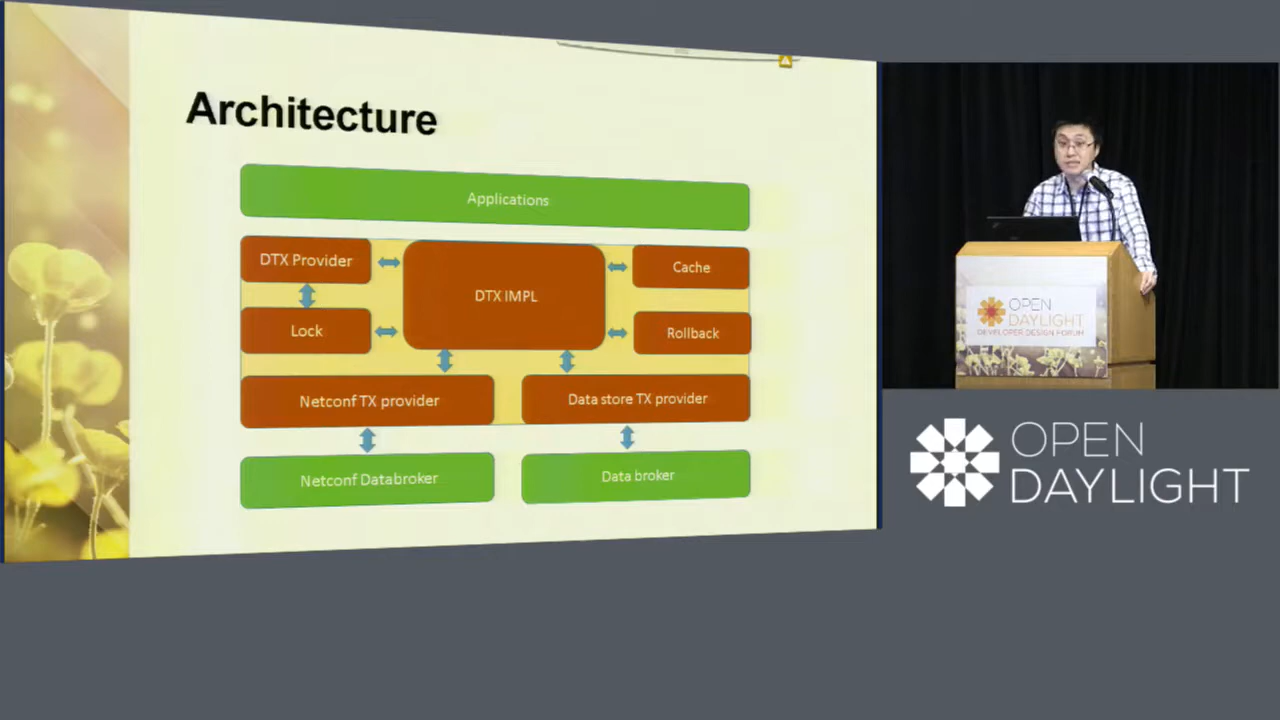 Architecture
Applications
DTX Provider
DTX IMPL
Cache
Lock
Rollback
Netconf TX provider
Data store TX provider
Netconf Databroker
Data broker
OPEN
DAYLIGHT
DEVELOPER DESIGN FORUM
OPEN
DAYLIGHT